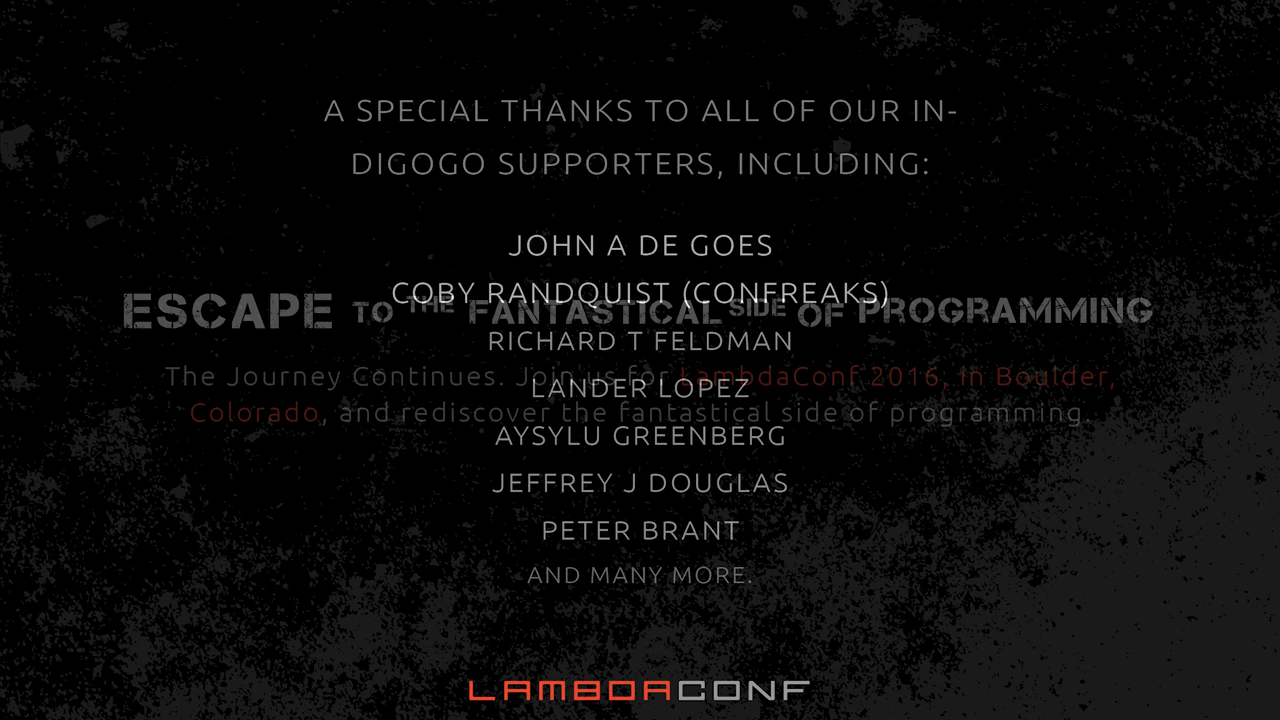 A SPECIAL THANKS TO ALL OF OUR IN-
DIGOGO SUPPORTERS, INCLUDING:
JOHN A DE GOES
COBY RANDQUIST (CONFREAKS)
ESCAPE TO THE FANTASTICAL SIDE OF PROGRAMMING
RICHARD T FELDMAN
The Journey Continues. Join us for LambdaConf 2016, in Boulder,
LANDER LOPEZ
Colorado, and rediscover the fantastical side of programming.
AYSYLU GREENBERG
JEFFREY J DOUGLAS
PETER BRANT
AND MANY MORE.
LAMBDACONF